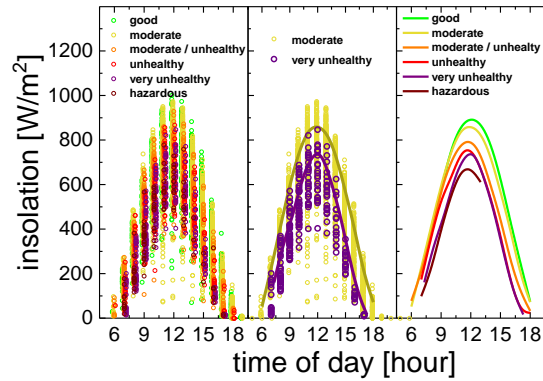 insolation [W/m²]
1400
1200
1000
800
600
400
200
0
good
moderate
moderate / unhealthy
unhealthy
very unhealthy
hazardous
6 9 12 15 18
moderate
very unhealthy
6 9 12 15 18
good
moderate
moderate / unhealty
unhealthy
very unhealthy
hazardous
6 9 12 15 18
time of day [hour]